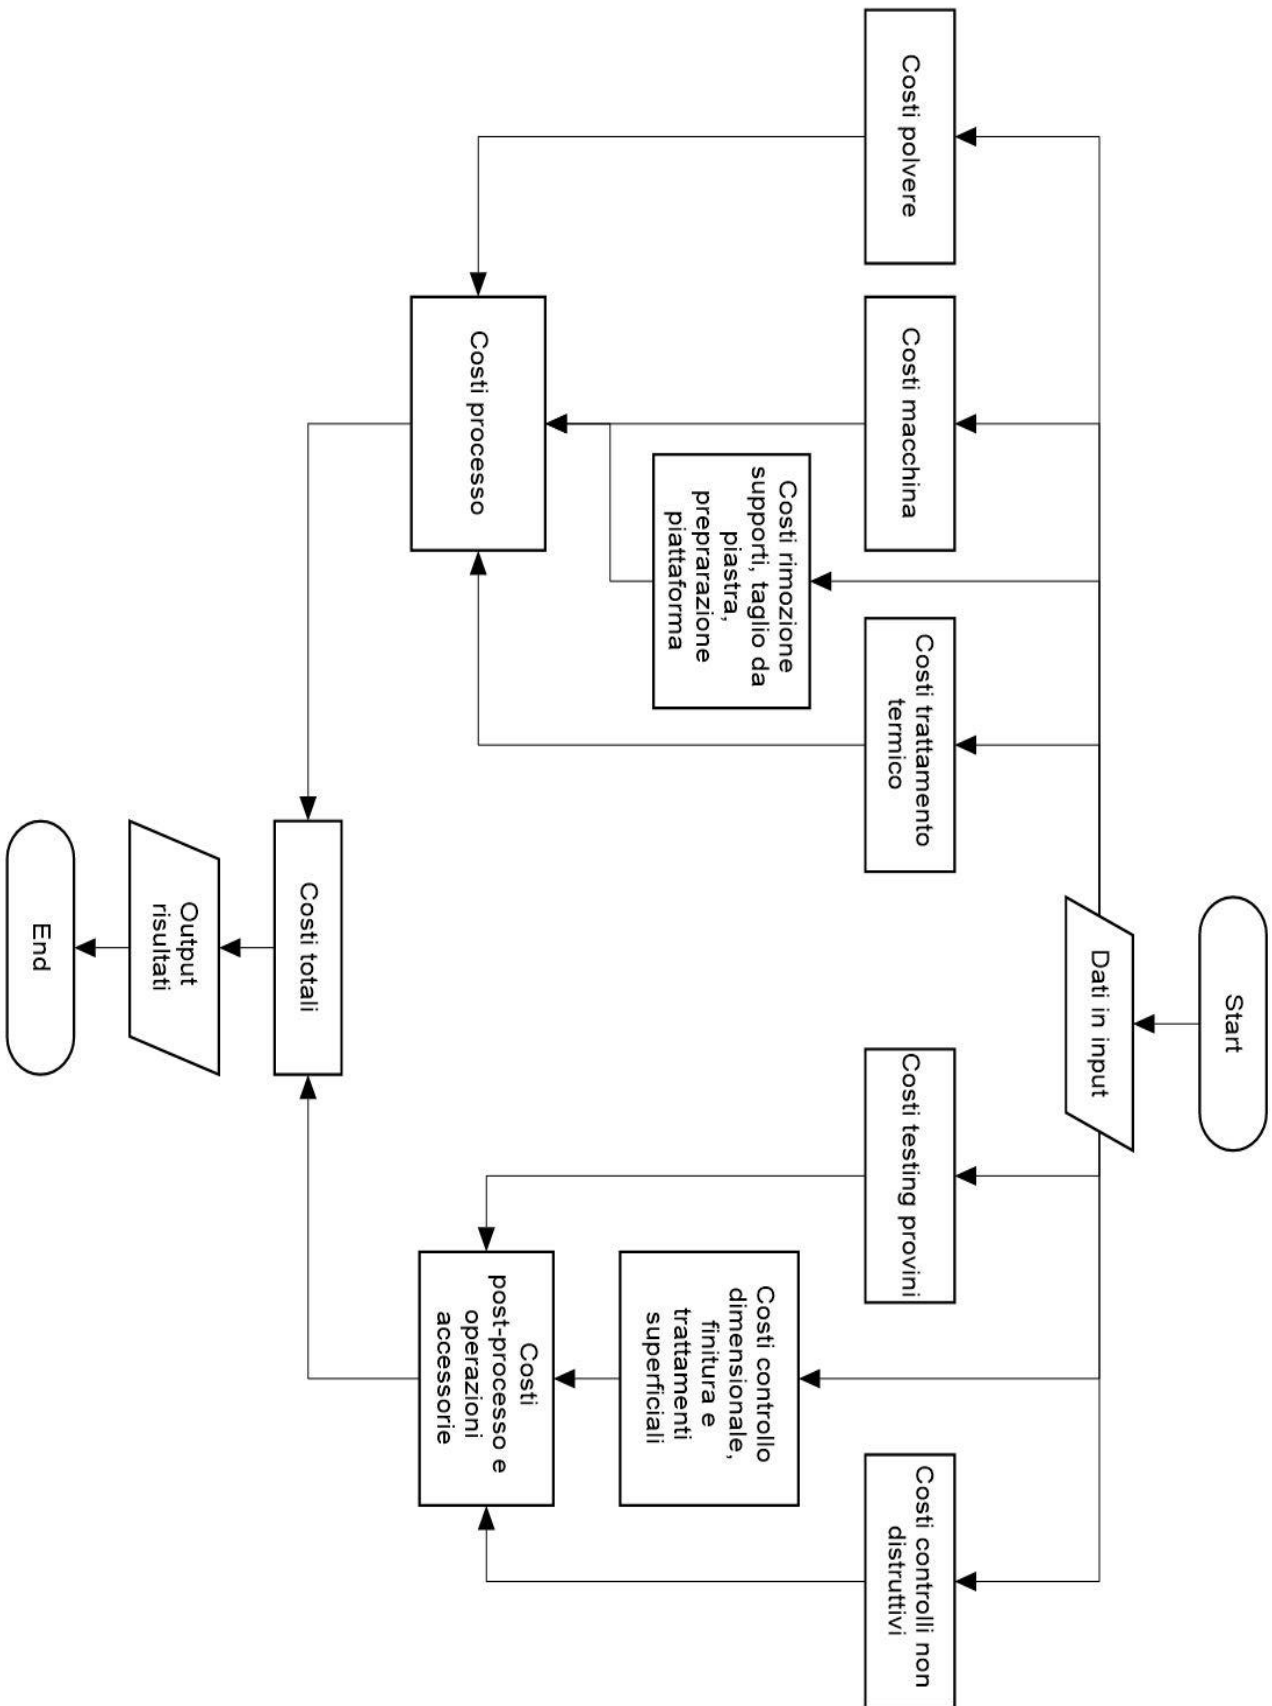 Start
Dati in input
Costi polvere
Costi macchina
Costi trattamento
termico
Costi testing provini
Costi controlli non
distruttivi
Costi rimozione
supporti, taglio da
piastra,
preprarazione
piattaforma
Costi controllo
dimensionale,
finitura e
trattamenti
superficiali
Costi processo
Costi
post-processo e
operazioni
accessorie
Costi totali
Output
risultati
End